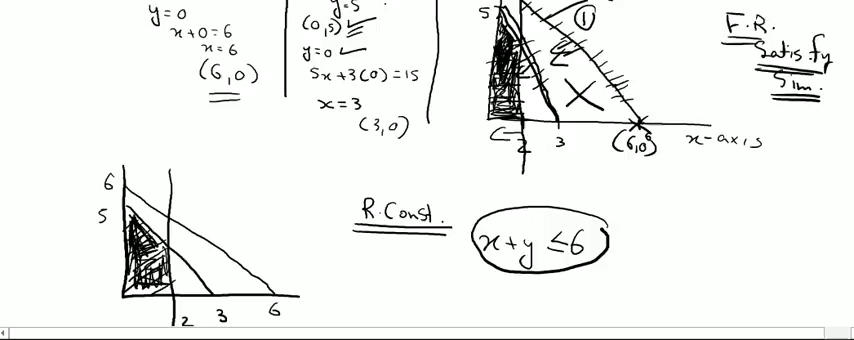 y=0
x+0=6
x=6
(6,0)
y=5
(0,5)
y=0
5x+3(0)=15
x=3
(3,0)
5
①
2
3
(6,0)
x-axis
F.R.
Satisfy
Sim.
6
5
2
3
6
R.Const.
x+y ≤6